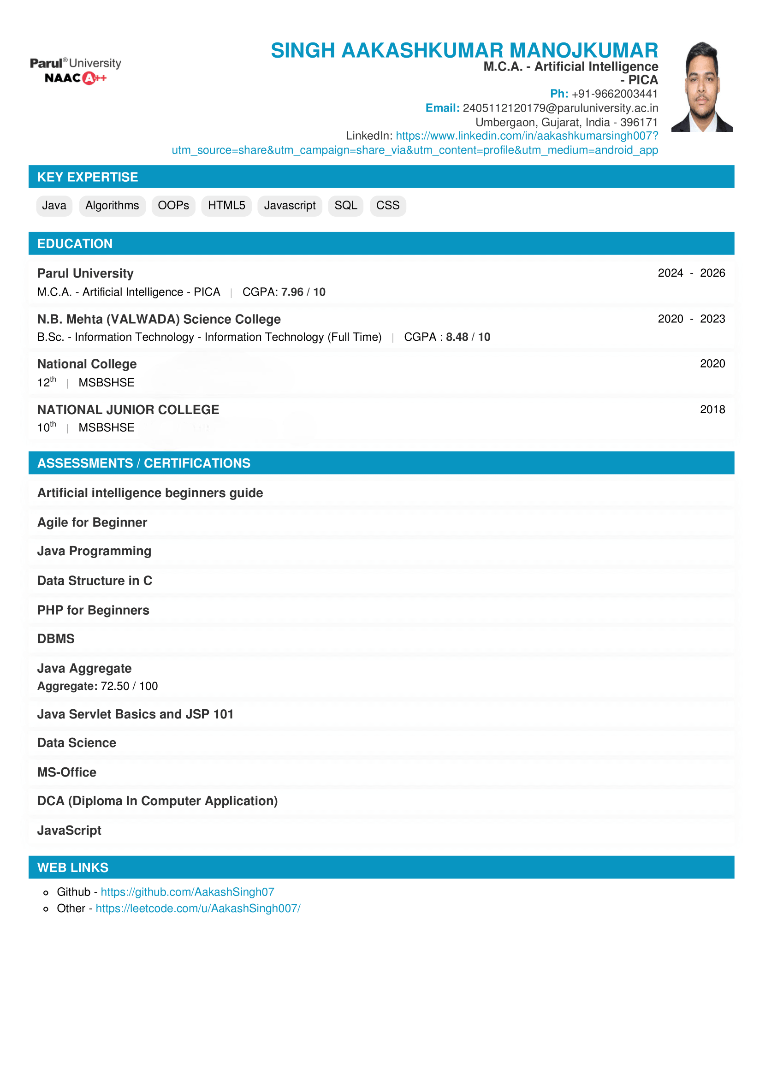 Parul® University
NAAC A++
SINGH AAKASHKUMAR MANOJKUMAR
M.C.A. - Artificial Intelligence
- PICA
Ph: +91-9662003441
Email: 2405112120179@paruluniversity.ac.in
Umbergaon, Gujarat, India - 396171
LinkedIn: https://www.linkedin.com/in/aakashkumarsingh007?
utm_source=share&utm_campaign=share_via&utm_content=profile&utm_medium=android_app
KEY EXPERTISE
Java Algorithms OOPs HTML5 Javascript SQL CSS
EDUCATION
Parul University 2024 - 2026
M.C.A. - Artificial Intelligence - PICA | CGPA: 7.96 / 10
N.B. Mehta (VALWADA) Science College 2020 - 2023
B.Sc. - Information Technology - Information Technology (Full Time) | CGPA : 8.48 / 10
National College 2020
12th | MSBSHSE
NATIONAL JUNIOR COLLEGE 2018
10th | MSBSHSE
ASSESSMENTS / CERTIFICATIONS
Artificial intelligence beginners guide
Agile for Beginner
Java Programming
Data Structure in C
PHP for Beginners
DBMS
Java Aggregate
Aggregate: 72.50 / 100
Java Servlet Basics and JSP 101
Data Science
MS-Office
DCA (Diploma In Computer Application)
JavaScript
WEB LINKS
Github - https://github.com/AakashSingh07
Other - https://leetcode.com/u/AakashSingh007/